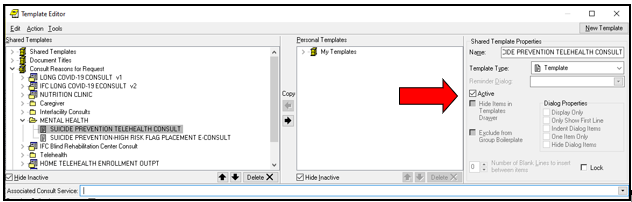 Template Editor
Edit Action Tools
New Template
Shared Templates
Shared Templates
Document Titles
Consult Reasons for Request
LONG COVID-19 CONSULT v1
IFC LONG COVID-19 ECONSULT v2
NUTRITION CLINIC
Caregiver
Interfacility Consults
MENTAL HEALTH
SUICIDE PREVENTION TELEHEALTH CONSULT
SUICIDE PREVENTION-HIGH RISK FLAG PLACEMENT E-CONSULT
IFC Blind Rehabilitation Center Consult
Telehealth
HOME TELEHEALTH ENROLLMENT OUTPT
Hide Inactive
Delete
Copy
Personal Templates
My Templates
Hide Inactive
Delete
Shared Template Properties
Name: CIDE PREVENTION TELEHEALTH CONSULT
Template Type: Template
Reminder Dialog:
Active
Hide Items in Templates Drawer
Exclude from Group Boilerplate
Dialog Properties
Display Only
Only Show First Line
Indent Dialog Items
One Item Only
Hide Dialog Items
0 Number of Blank Lines to insert between items
Lock
Associated Consult Service: